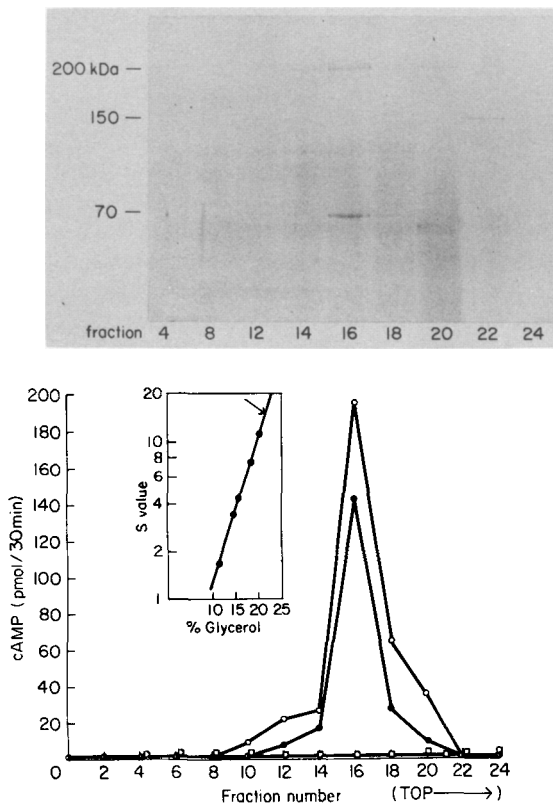 200 kDa —
150 —
70 —
fraction 4 8 12 14 16 18 20 22 24
200
180
160
140
120
100
80
60
40
20
0
cAMP (pmol/30min)
20
10
8
6
4
2
1
S value
10 15 20 25
% Glycerol
2 4 6 8 10 12 14 16 18 20 22 24
Fraction number (TOP⟶)